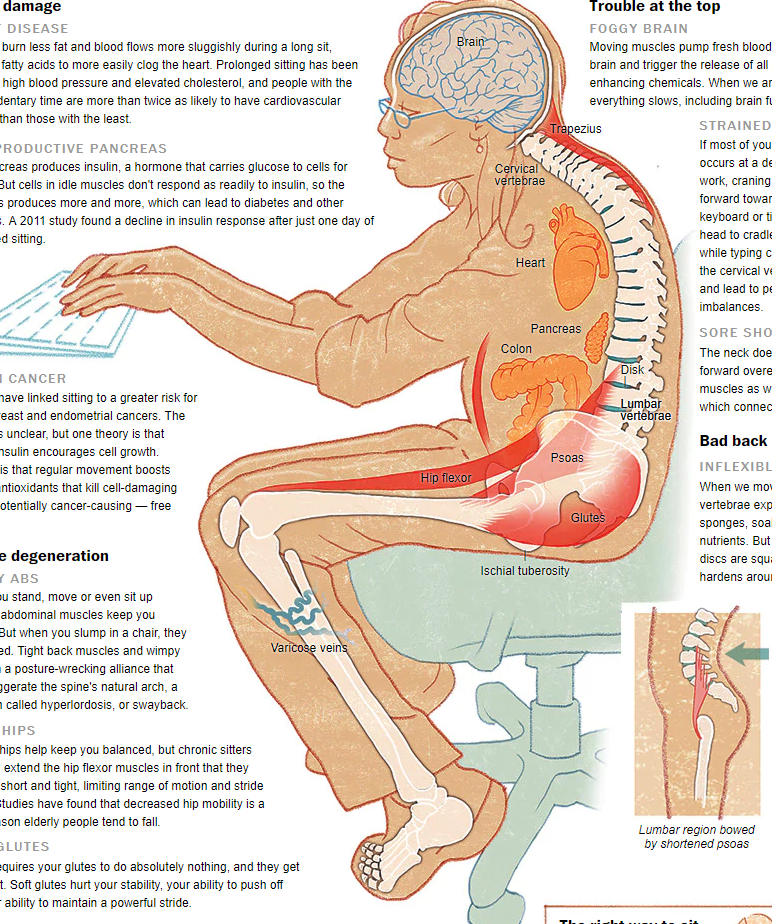 damage
DISEASE
burn less fat and blood flows more sluggishly during a long sit,
fatty acids to more easily clog the heart. Prolonged sitting has been
high blood pressure and elevated cholesterol, and people with the
dentary time are more than twice as likely to have cardiovascular
than those with the least.
PRODUCTIVE PANCREAS
creas produces insulin, a hormone that carries glucose to cells for
But cells in idle muscles don't respond as readily to insulin, so the
s produces more and more, which can lead to diabetes and other
s. A 2011 study found a decline in insulin response after just one day of
ed sitting.
CANCER
have linked sitting to a greater risk for
reast and endometrial cancers. The
s unclear, but one theory is that
nsulin encourages cell growth.
is that regular movement boosts
antioxidants that kill cell-damaging
otentially cancer-causing — free
e degeneration
Y ABS
ou stand, move or even sit up
abdominal muscles keep you
But when you slump in a chair, they
ed. Tight back muscles and wimpy
a posture-wrecking alliance that
ggerate the spine's natural arch, a
n called hyperlordosis, or swayback.
HIPS
hips help keep you balanced, but chronic sitters
extend the hip flexor muscles in front that they
short and tight, limiting range of motion and stride
Studies have found that decreased hip mobility is a
ason elderly people tend to fall.
GLUTES
equires your glutes to do absolutely nothing, and they get
t. Soft glutes hurt your stability, your ability to push off
r ability to maintain a powerful stride.
Brain
Trapezius
Cervical
vertebrae
Heart
Pancreas
Colon
Disk
Lumbar
vertebrae
Psoas
Hip flexor
Glutes
Ischial tuberosity
Varicose veins
Trouble at the top
FOGGY BRAIN
Moving muscles pump fresh blood
brain and trigger the release of all
enhancing chemicals. When we ar
everything slows, including brain fu
STRAINED
If most of you
occurs at a de
work, craning
forward towar
keyboard or ti
head to cradle
while typing c
the cervical ve
and lead to pe
imbalances.
SORE SHO
The neck doe
forward overe
muscles as w
which connec
Bad back
INFLEXIBL
When we mov
vertebrae exp
sponges, soa
nutrients. But
discs are squa
hardens aroun
Lumbar region bowed
by shortened psoas
The right way to sit